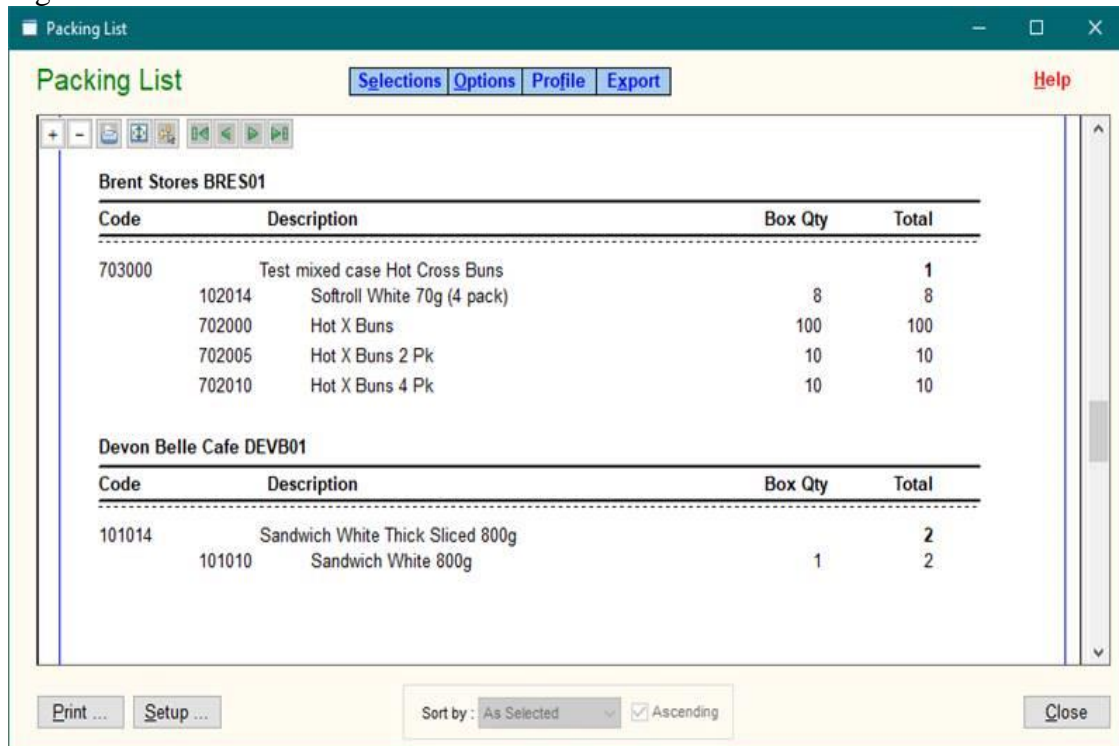 Packing List
Packing List Selections Options Profile Export Help
+ -
Brent Stores BRES01
Code Description Box Qty Total
703000 Test mixed case Hot Cross Buns 1
102014 Softroll White 70g (4 pack) 8 8
702000 Hot X Buns 100 100
702005 Hot X Buns 2 Pk 10 10
702010 Hot X Buns 4 Pk 10 10
Devon Belle Cafe DEVB01
Code Description Box Qty Total
101014 Sandwich White Thick Sliced 800g 2
101010 Sandwich White 800g 1 2
Print ... Setup ... Sort by : As Selected Ascending Close